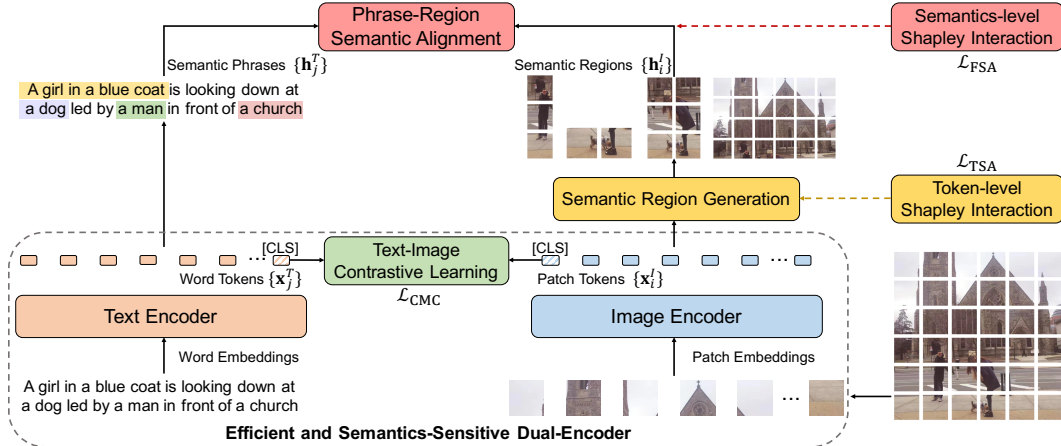 Phrase-Region
Semantic Alignment
Semantics-level
Shapley Interaction
ℒ_FSA
Semantic Phrases {𝐡_j^T}
Semantic Regions {𝐡_i^I}
A girl in a blue coat is looking down at
a dog led by a man in front of a church
ℒ_TSA
Semantic Region Generation
Token-level
Shapley Interaction
[CLS]
Text-Image
Contrastive Learning
[CLS]
Word Tokens {𝐱_j^T}
Patch Tokens {𝐱_i^I}
ℒ_CMC
Text Encoder
Image Encoder
Word Embeddings
Patch Embeddings
A girl in a blue coat is looking down at
a dog led by a man in front of a church
Efficient and Semantics-Sensitive Dual-Encoder